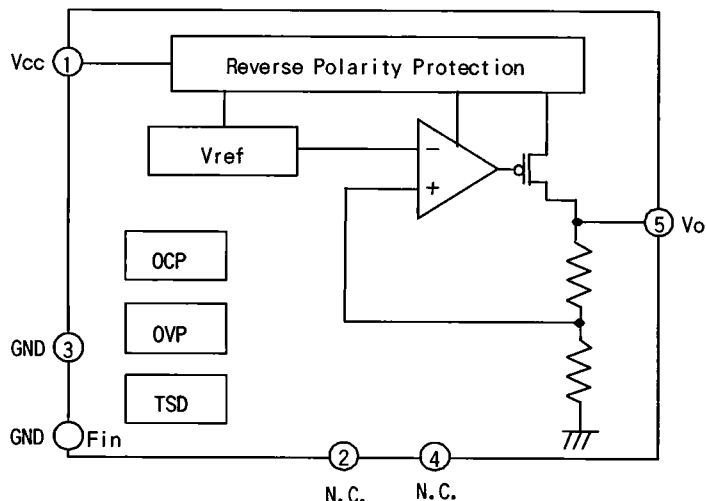 Vcc 1 Reverse Polarity Protection
Vref
−
+
5 Vo
OCP
OVP
GND 3
TSD
GND Fin
2 4
N.C. N.C.